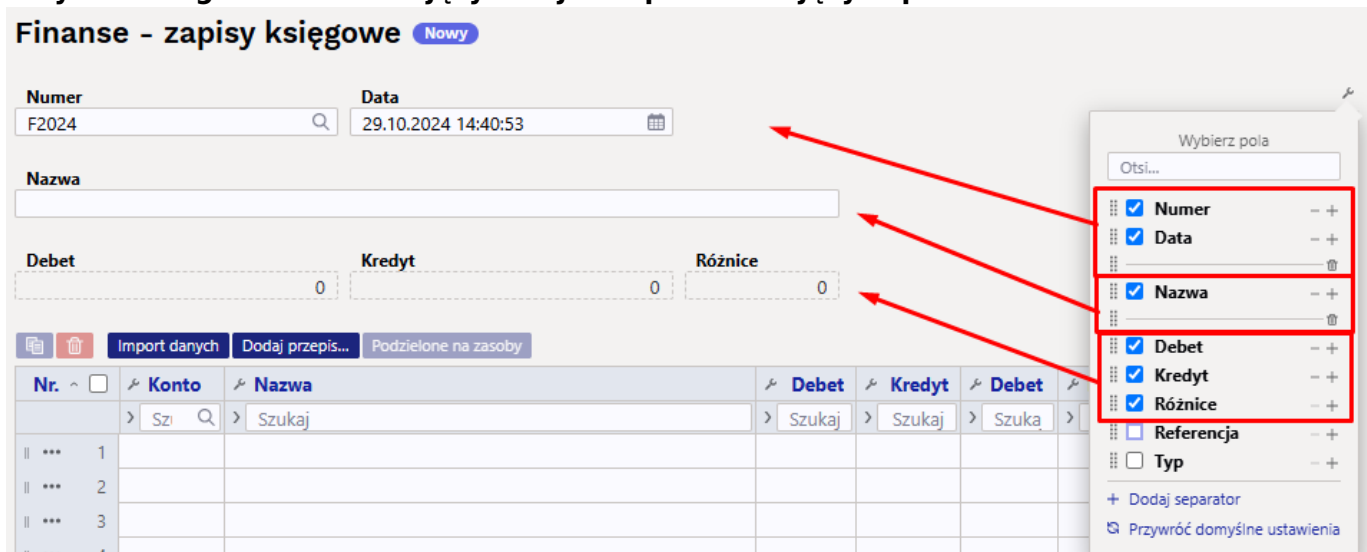 Finanse - zapisy księgowe Nowy
Numer
Data
F2024
29.10.2024 14:40:53
Nazwa
Debet
Kredyt
Różnice
0
0
0
Import danych
Dodaj przepis...
Podzielone na zasoby
Nr.
Konto
Nazwa
Debet
Kredyt
Debet
Szu
Szukaj
Szukaj
Szukaj
Szuka
1
2
3
Wybierz pola
Otsi...
Numer
Data
Nazwa
Debet
Kredyt
Różnice
Referencja
Typ
+ Dodaj separator
Przywróć domyślne ustawienia